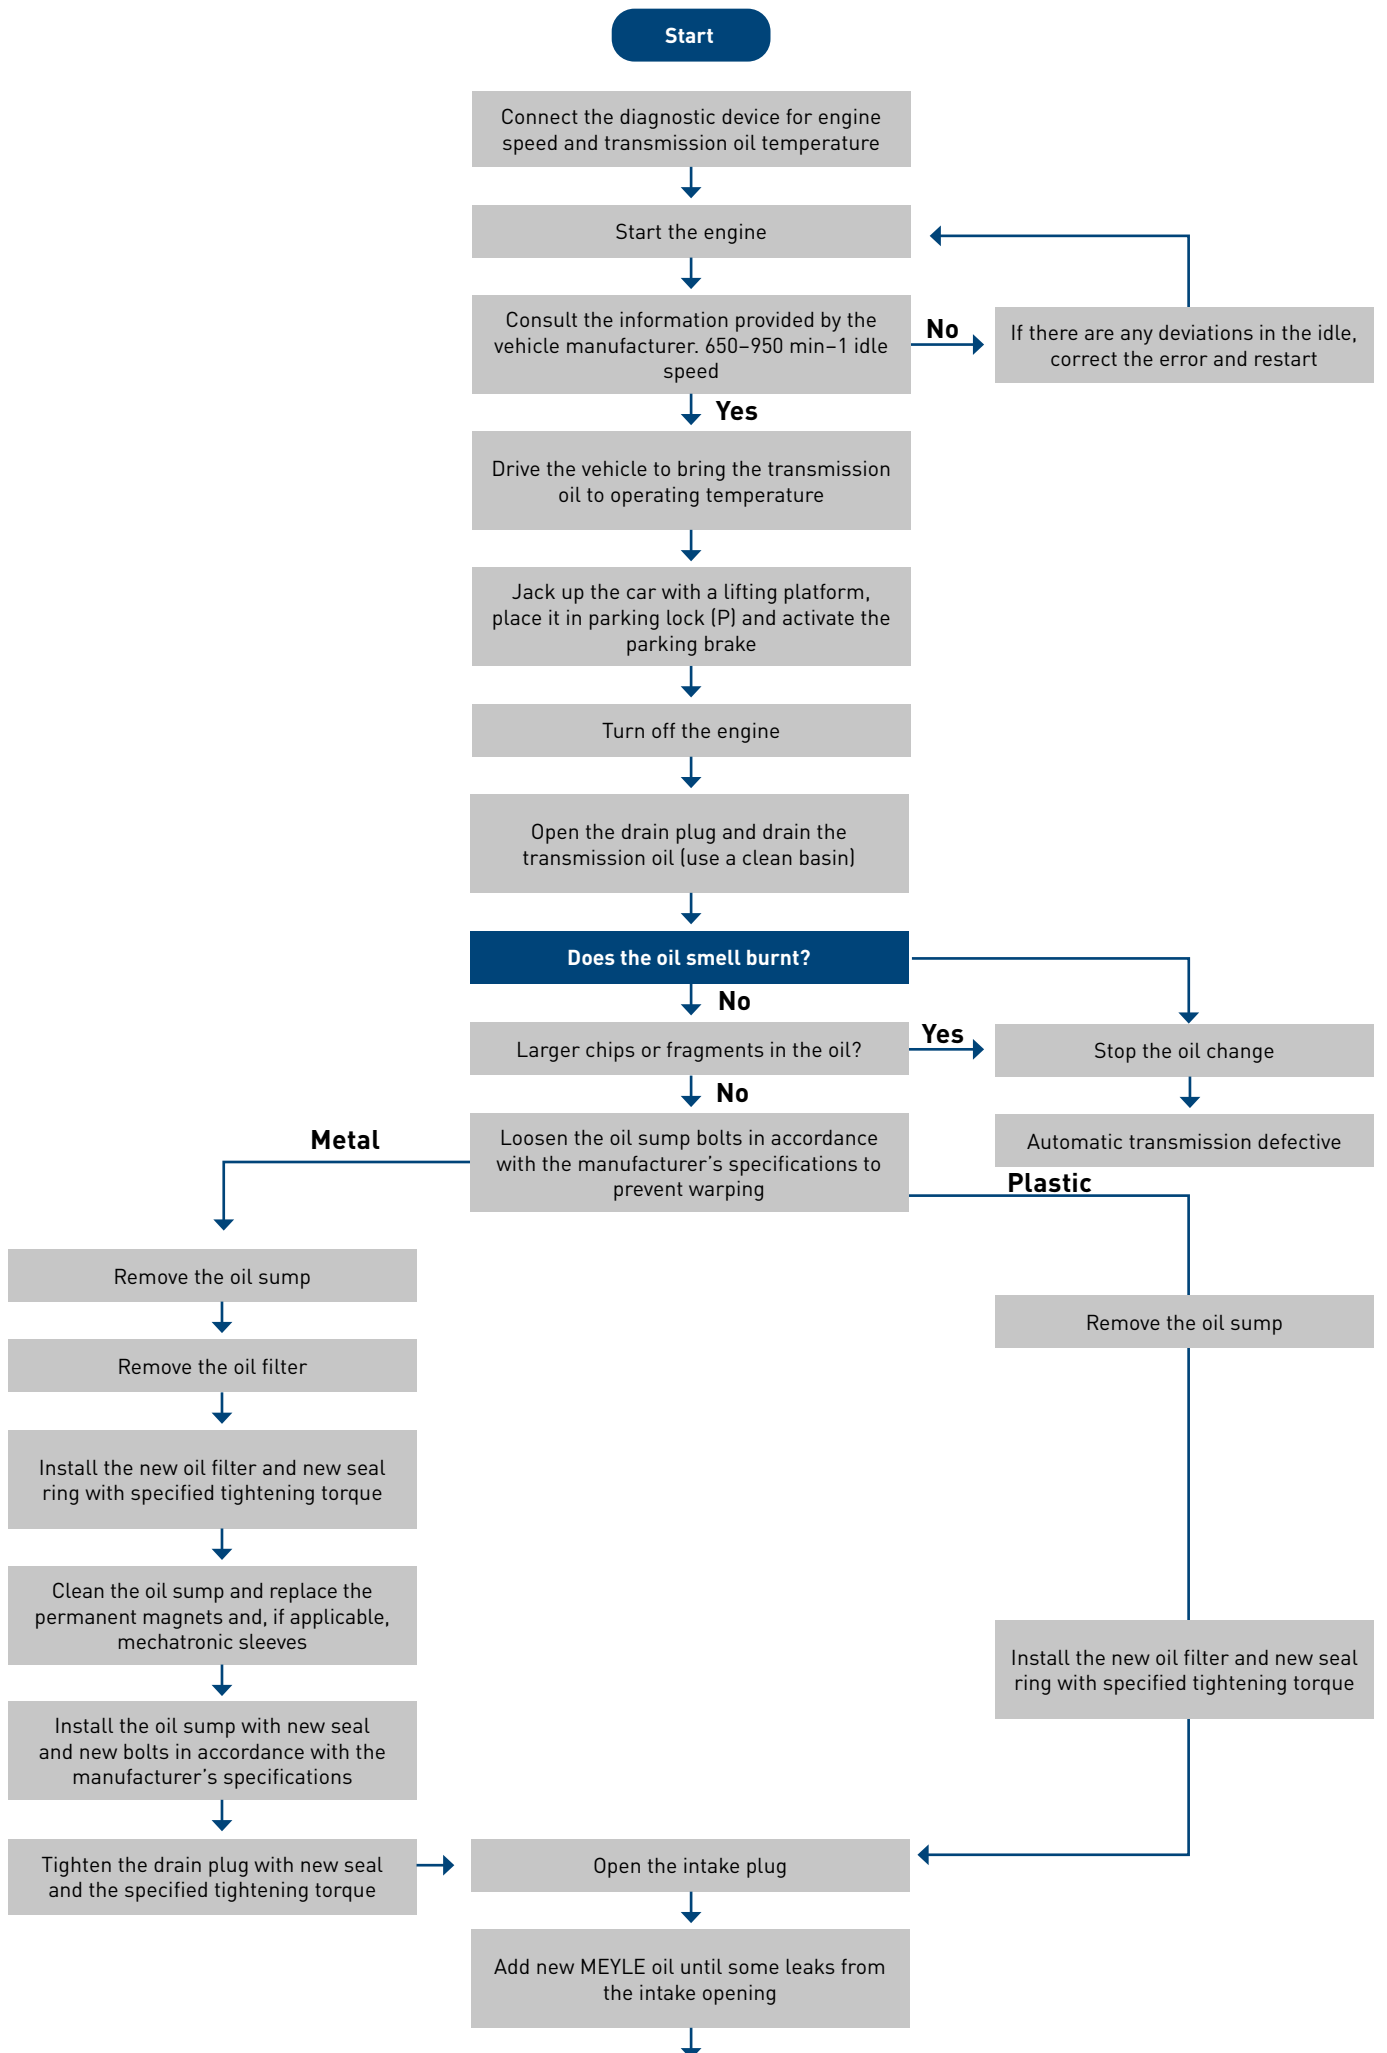 Start
Connect the diagnostic device for engine
speed and transmission oil temperature
Start the engine
Consult the information provided by the
vehicle manufacturer. 650–950 min–1 idle
speed
No
If there are any deviations in the idle,
correct the error and restart
Yes
Drive the vehicle to bring the transmission
oil to operating temperature
Jack up the car with a lifting platform,
place it in parking lock (P) and activate the
parking brake
Turn off the engine
Open the drain plug and drain the
transmission oil (use a clean basin)
Does the oil smell burnt?
No
Larger chips or fragments in the oil?
Yes
Stop the oil change
No
Automatic transmission defective
Loosen the oil sump bolts in accordance
with the manufacturer’s specifications to
prevent warping
Metal
Plastic
Remove the oil sump
Remove the oil filter
Install the new oil filter and new seal
ring with specified tightening torque
Clean the oil sump and replace the
permanent magnets and, if applicable,
mechatronic sleeves
Install the oil sump with new seal
and new bolts in accordance with the
manufacturer’s specifications
Tighten the drain plug with new seal
and the specified tightening torque
Remove the oil sump
Install the new oil filter and new seal
ring with specified tightening torque
Open the intake plug
Add new MEYLE oil until some leaks from
the intake opening